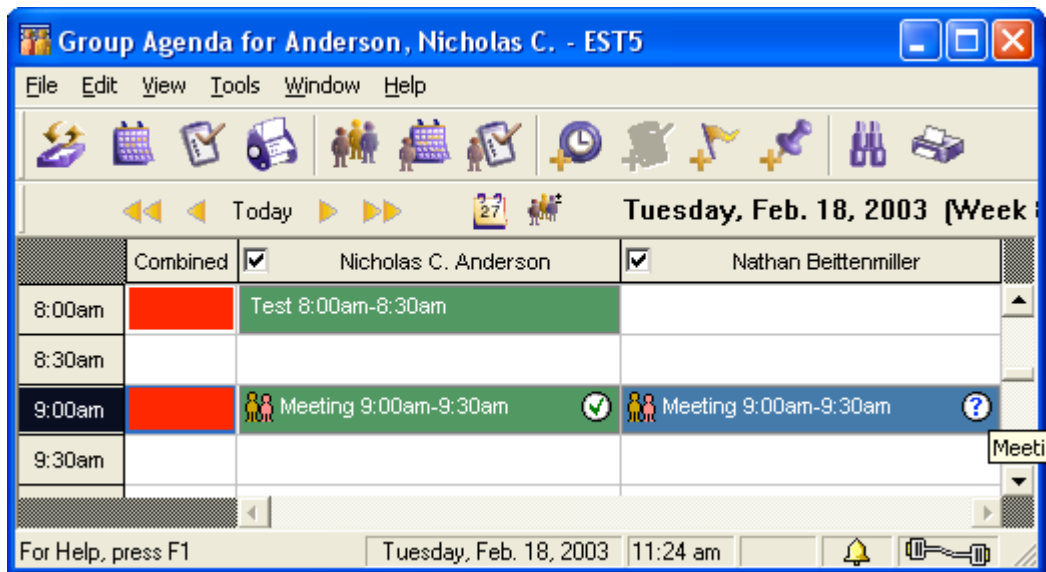 Group Agenda for Anderson, Nicholas C. - EST5
File Edit View Tools Window Help
Today 27 Tuesday, Feb. 18, 2003 (Week
Combined Nicholas C. Anderson Nathan Beittenmiller
8:00am Test 8:00am-8:30am
8:30am
9:00am Meeting 9:00am-9:30am Meeting 9:00am-9:30am ?
9:30am Meeti
For Help, press F1 Tuesday, Feb. 18, 2003 11:24 am